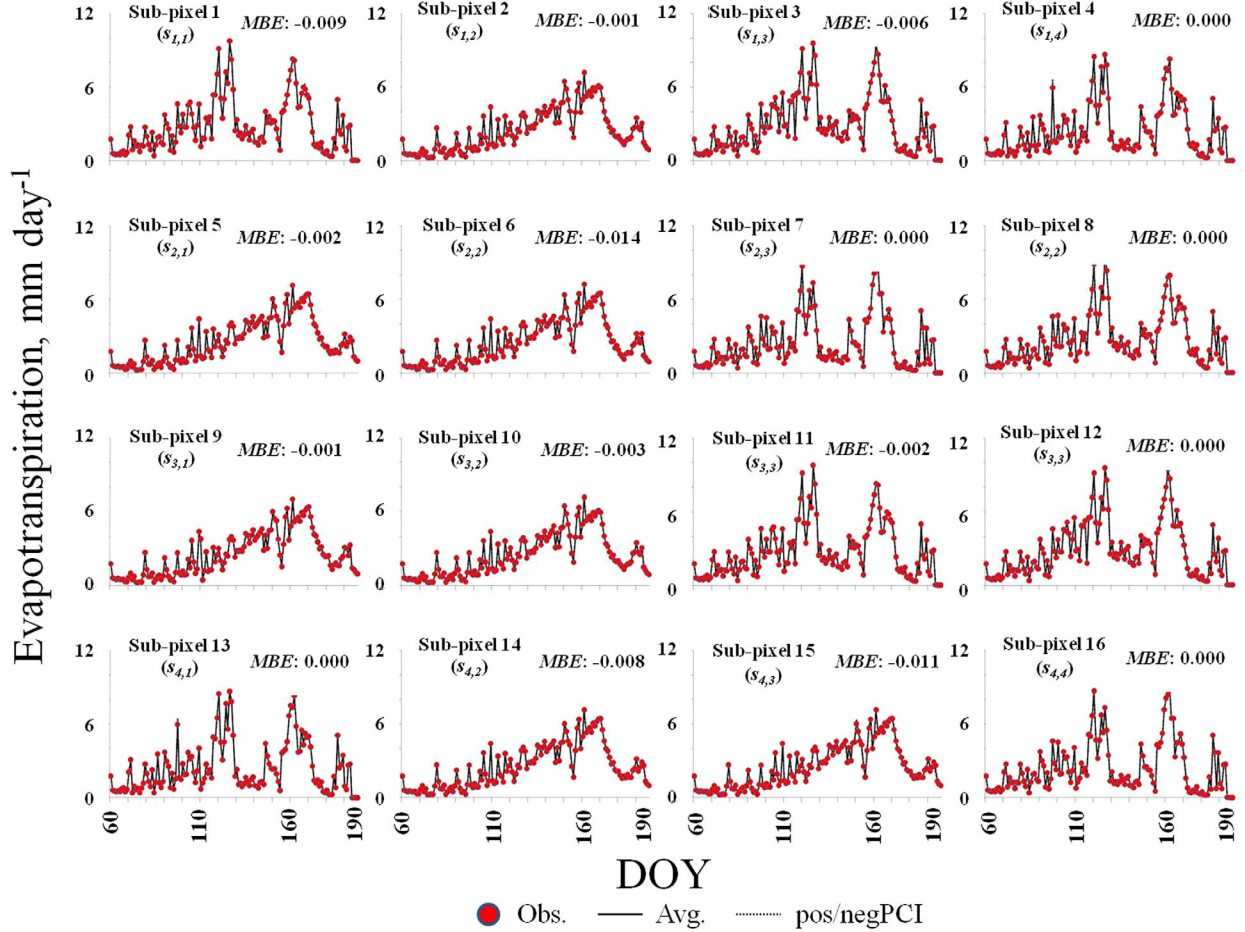 Evapotranspiration, mm day-1
Sub-pixel 1
(s1,1)
MBE: -0.009
12
6
0
Sub-pixel 2
(s1,2)
MBE: -0.001
12
6
0
Sub-pixel 3
(s1,3)
MBE: -0.006
12
6
0
Sub-pixel 4
(s1,4)
MBE: 0.000
12
6
0
Sub-pixel 5
(s2,1)
MBE: -0.002
12
6
0
Sub-pixel 6
(s2,2)
MBE: -0.014
12
6
0
Sub-pixel 7
(s2,3)
MBE: 0.000
12
6
0
Sub-pixel 8
(s2,2)
MBE: 0.000
12
6
0
Sub-pixel 9
(s3,1)
MBE: -0.001
12
6
0
Sub-pixel 10
(s3,2)
MBE: -0.003
12
6
0
Sub-pixel 11
(s3,3)
MBE: -0.002
12
6
0
Sub-pixel 12
(s3,3)
MBE: 0.000
12
6
0
Sub-pixel 13
(s4,1)
MBE: 0.000
12
6
0
60
110
160
190
Sub-pixel 14
(s4,2)
MBE: -0.008
12
6
0
60
110
160
Sub-pixel 15
(s4,3)
MBE: -0.011
12
6
0
60
110
160
190
Sub-pixel 16
(s4,4)
MBE: 0.000
12
6
0
60
110
160
190
DOY
Obs.
Avg.
pos/negPCI